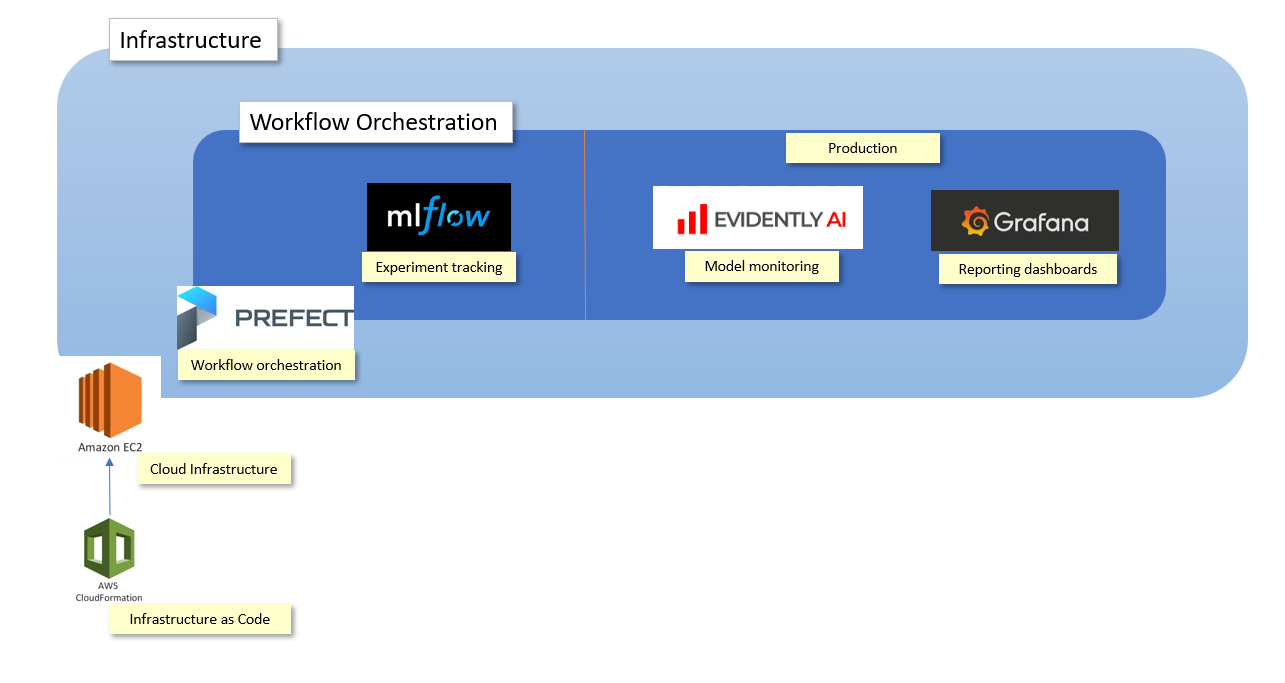 Infrastructure
Workflow Orchestration
Production
mlflow
EVIDENTLY AI
Grafana
Experiment tracking
Model monitoring
Reporting dashboards
PREFECT
Workflow orchestration
Amazon EC2
Cloud Infrastructure
AWS
CloudFormation
Infrastructure as Code